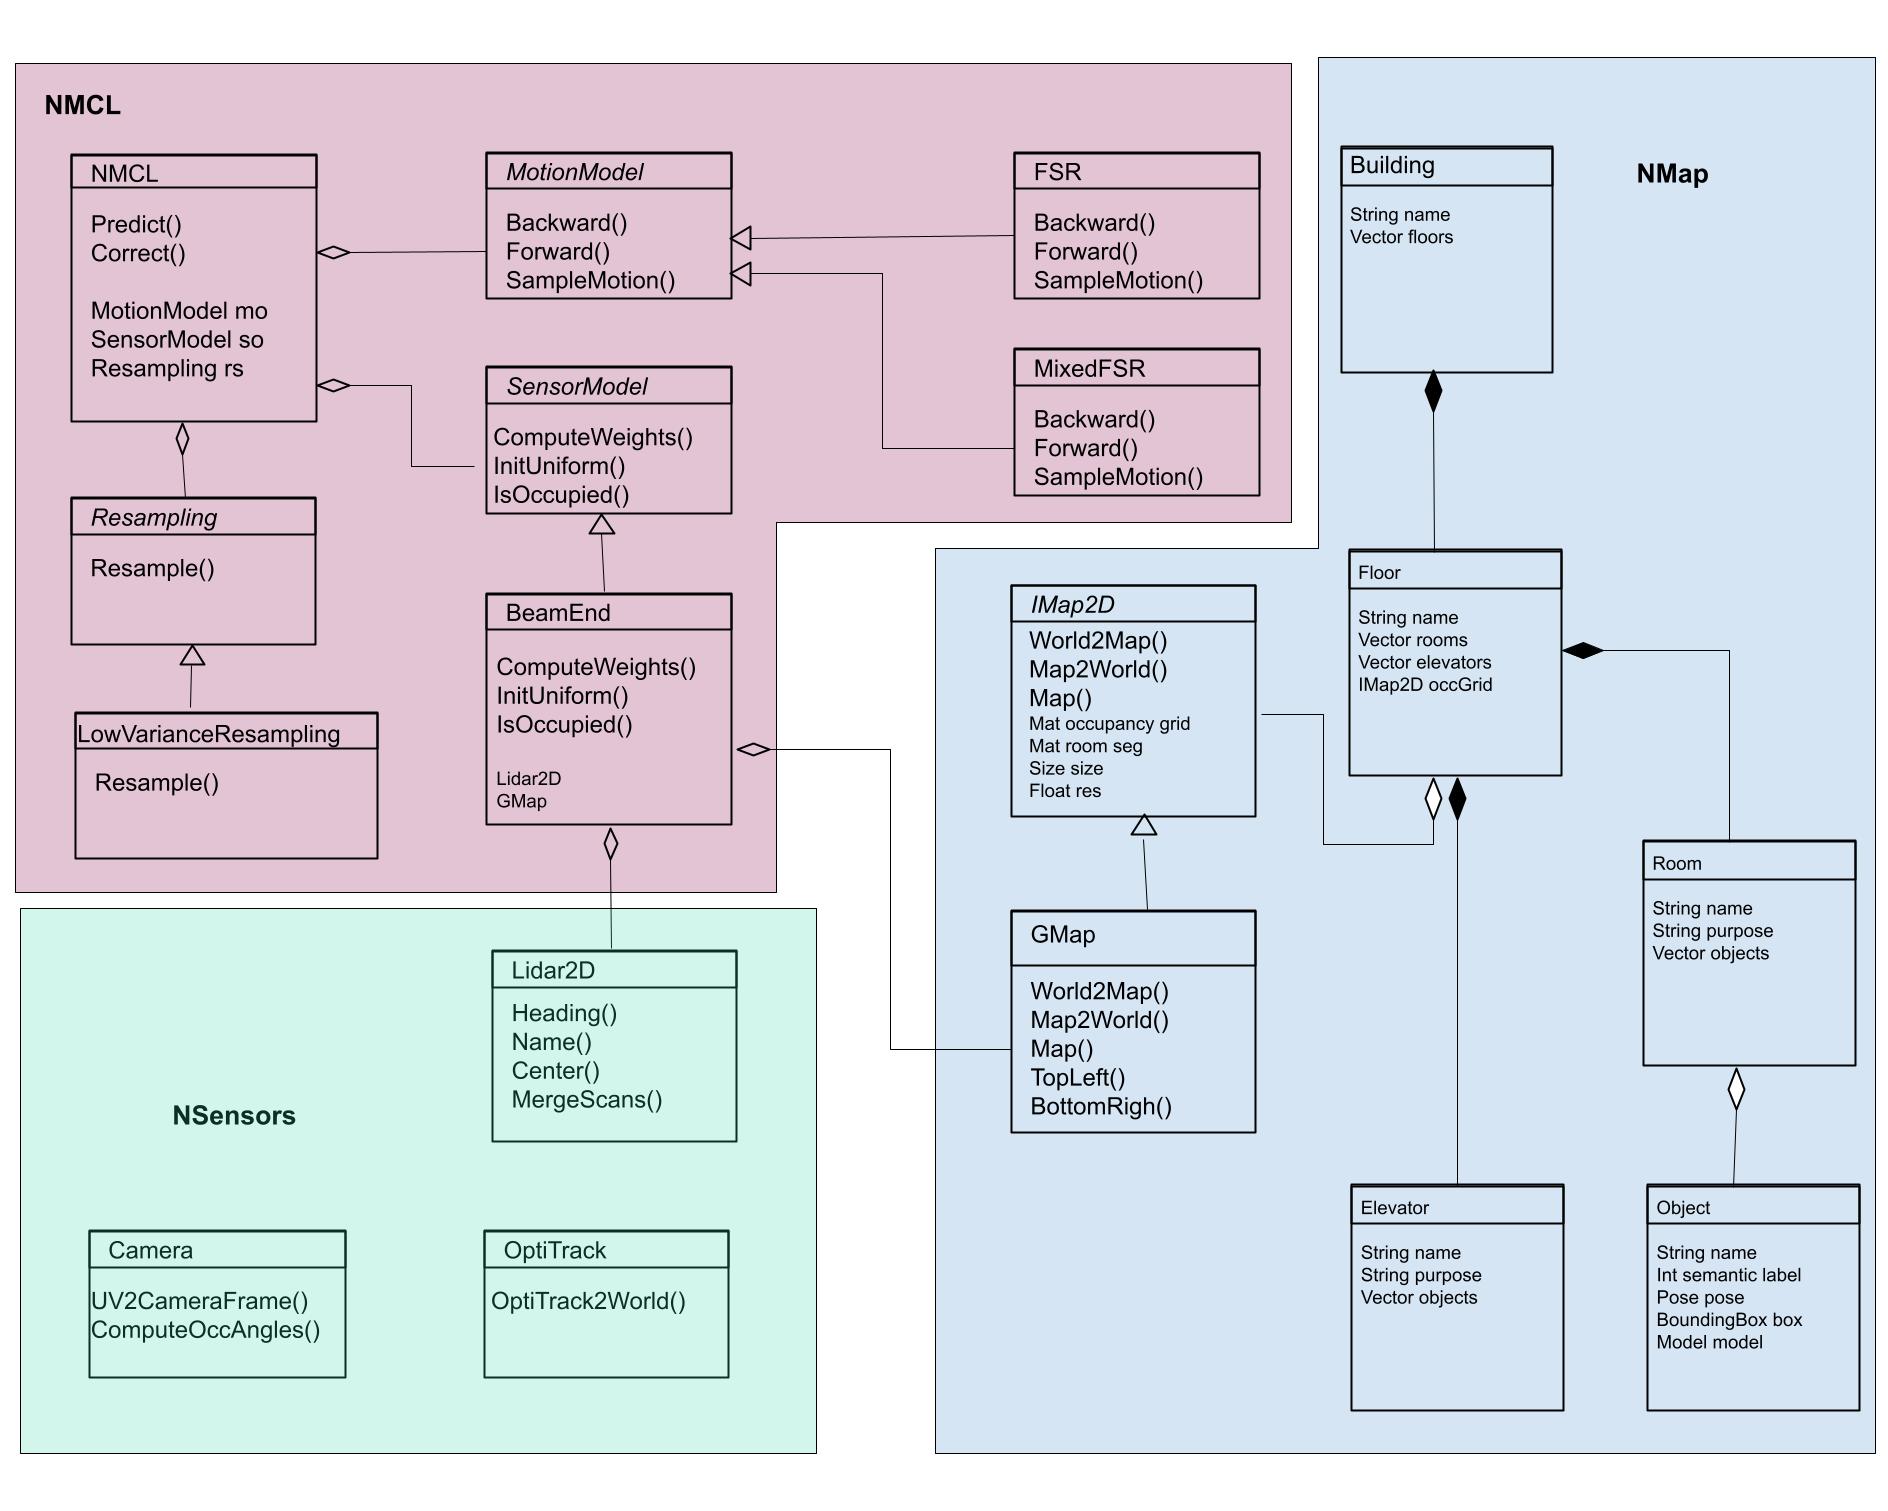 NMCL
NMCL
Predict()
Correct()
MotionModel mo
SensorModel so
Resampling rs
MotionModel
Backward()
Forward()
SampleMotion()
FSR
Backward()
Forward()
SampleMotion()
SensorModel
ComputeWeights()
InitUniform()
IsOccupied()
MixedFSR
Backward()
Forward()
SampleMotion()
Resampling
Resample()
LowVarianceResampling
Resample()
BeamEnd
ComputeWeights()
InitUniform()
IsOccupied()
Lidar2D
GMap
NSensors
Lidar2D
Heading()
Name()
Center()
MergeScans()
Camera
UV2CameraFrame()
ComputeOccAngles()
OptiTrack
OptiTrack2World()
NMap
Building
String name
Vector floors
Floor
String name
Vector rooms
Vector elevators
IMap2D occGrid
IMap2D
World2Map()
Map2World()
Map()
Mat occupancy grid
Mat room seg
Size size
Float res
GMap
World2Map()
Map2World()
Map()
TopLeft()
BottomRigh()
Room
String name
String purpose
Vector objects
Elevator
String name
String purpose
Vector objects
Object
String name
Int semantic label
Pose pose
BoundingBox box
Model model